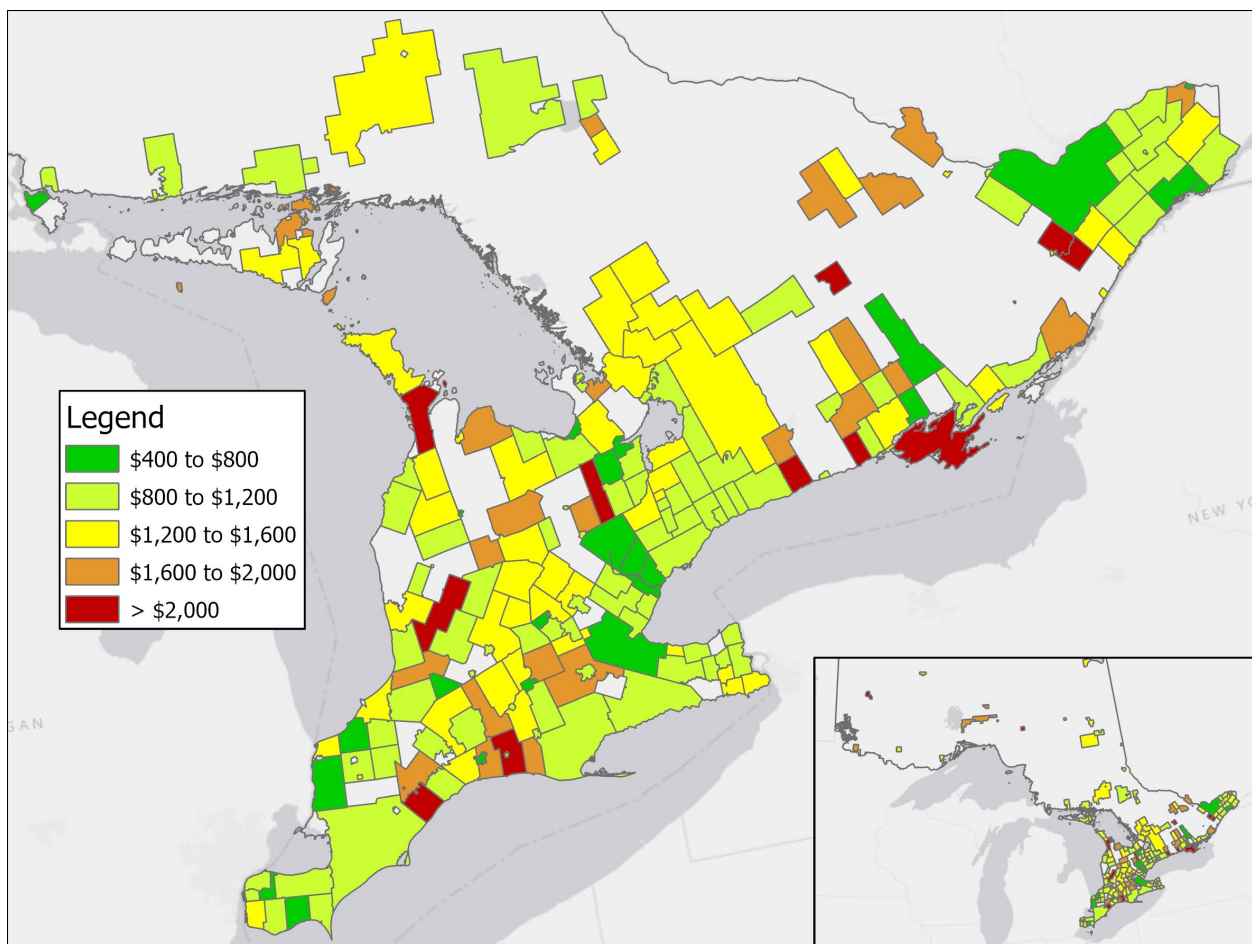 Legend
$400 to $800
$800 to $1,200
$1,200 to $1,600
$1,600 to $2,000
> $2,000
NEW YO
GAN